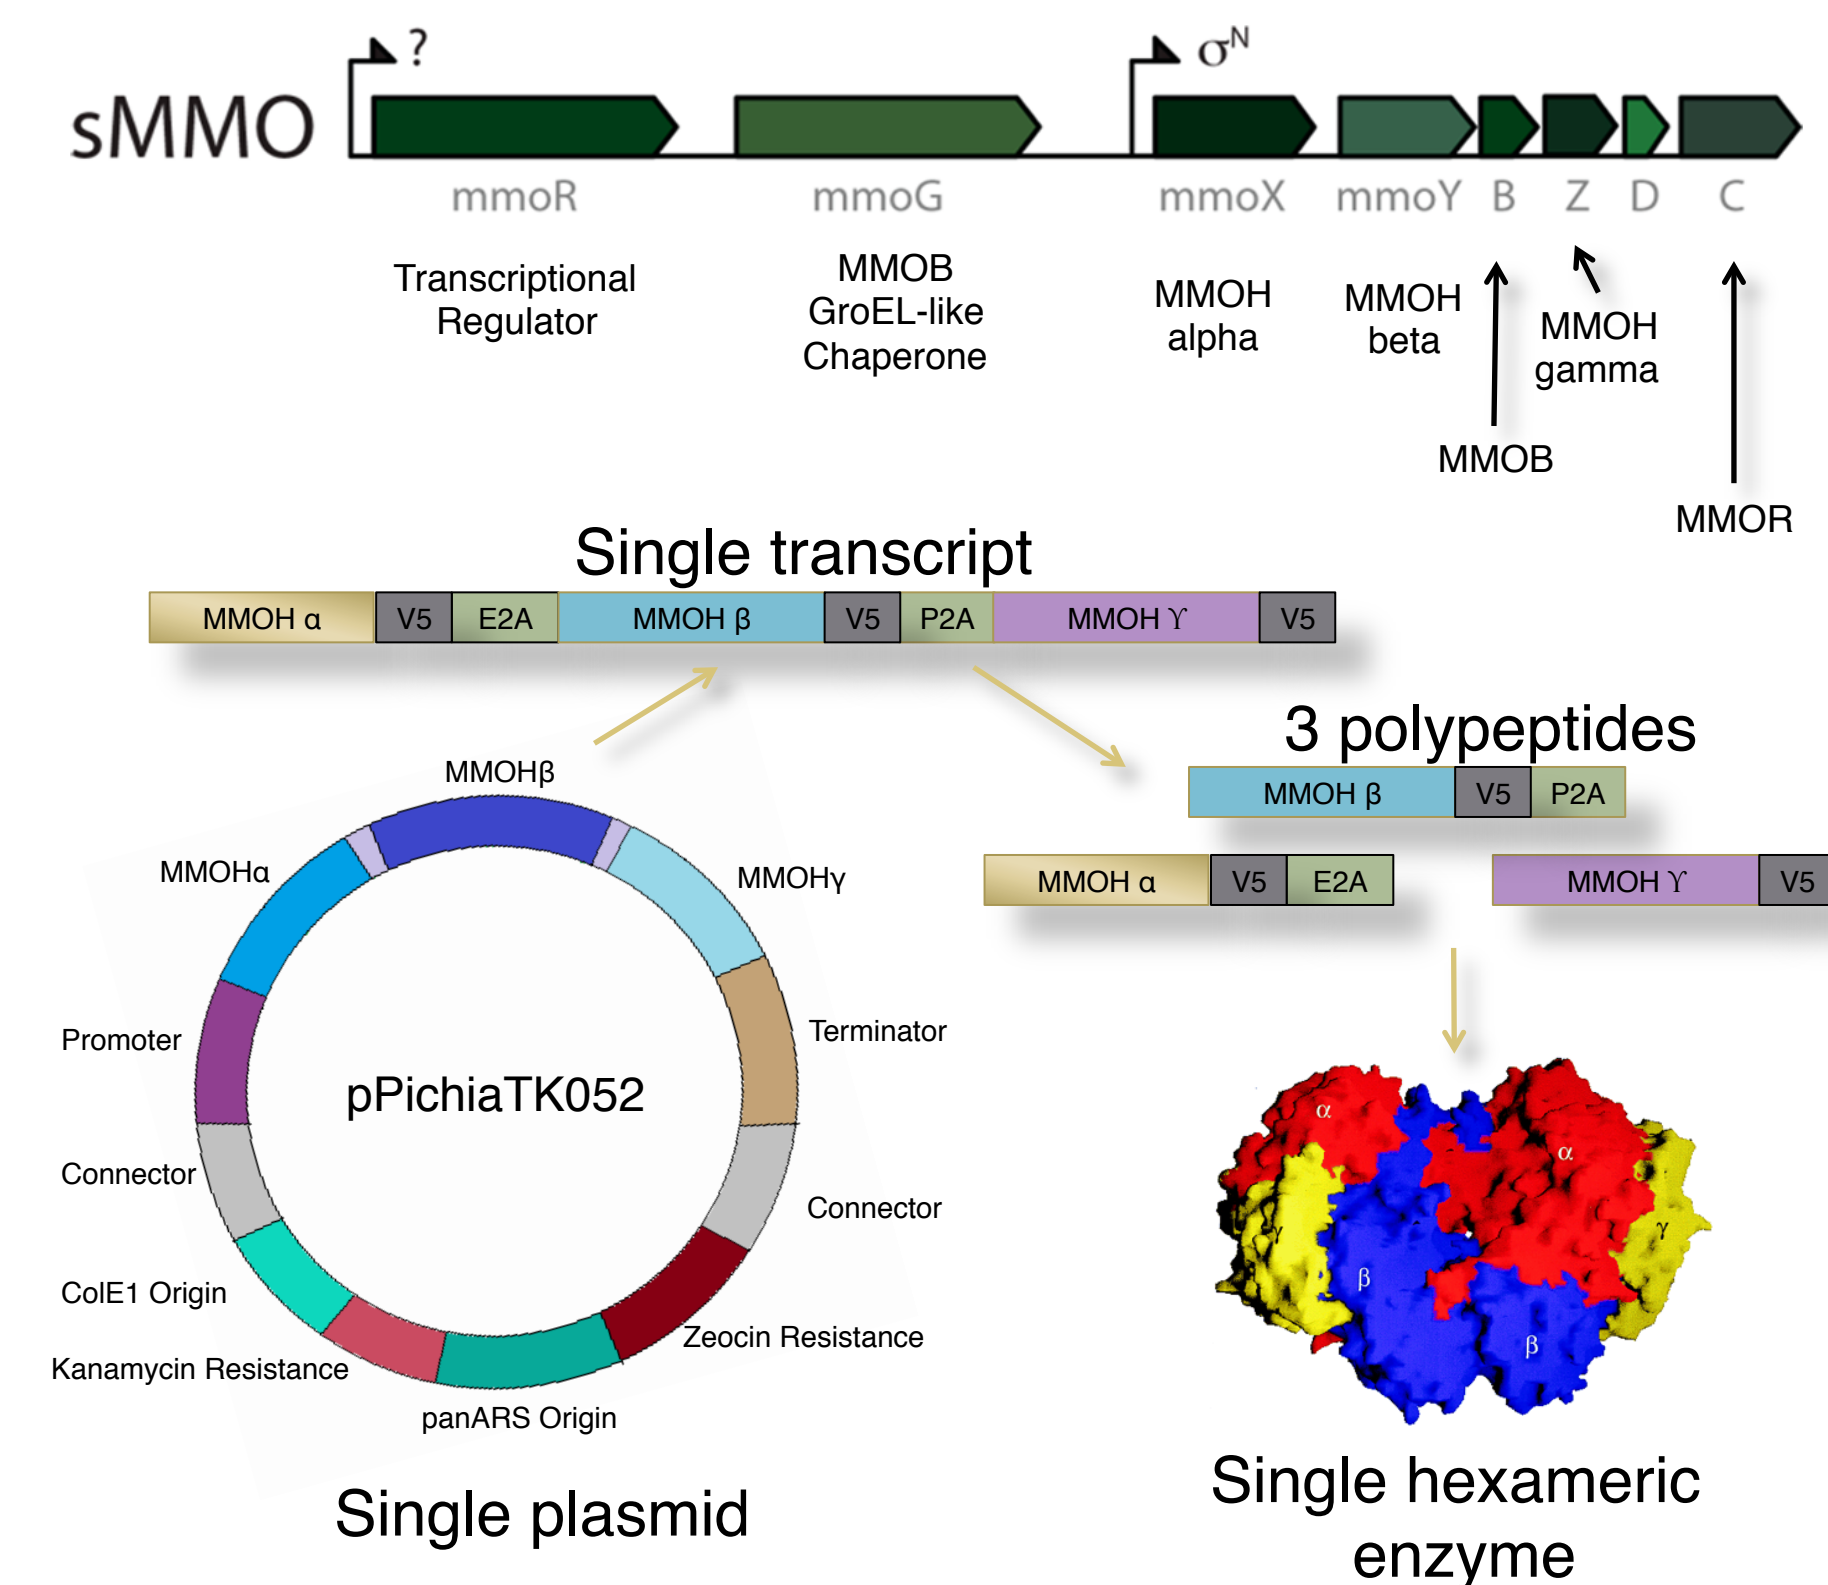 ?
σN
sMMO
mmoR
mmoG
mmoX
mmoY
B
Z
D
C
Transcriptional
Regulator
MMOB
GroEL-like
Chaperone
MMOH
alpha
MMOH
beta
MMOH
gamma
MMOB
MMOR
Single transcript
MMOH α
V5
E2A
MMOH β
V5
P2A
MMOH ϒ
V5
3 polypeptides
MMOH β
V5
P2A
MMOH α
V5
E2A
MMOH ϒ
V5
MMOHβ
MMOHα
MMOHγ
Promoter
Terminator
pPichiaTK052
Connector
Connector
ColE1 Origin
Zeocin Resistance
Kanamycin Resistance
panARS Origin
Single plasmid
α
α
γ
γ
β
β
Single hexameric
enzyme